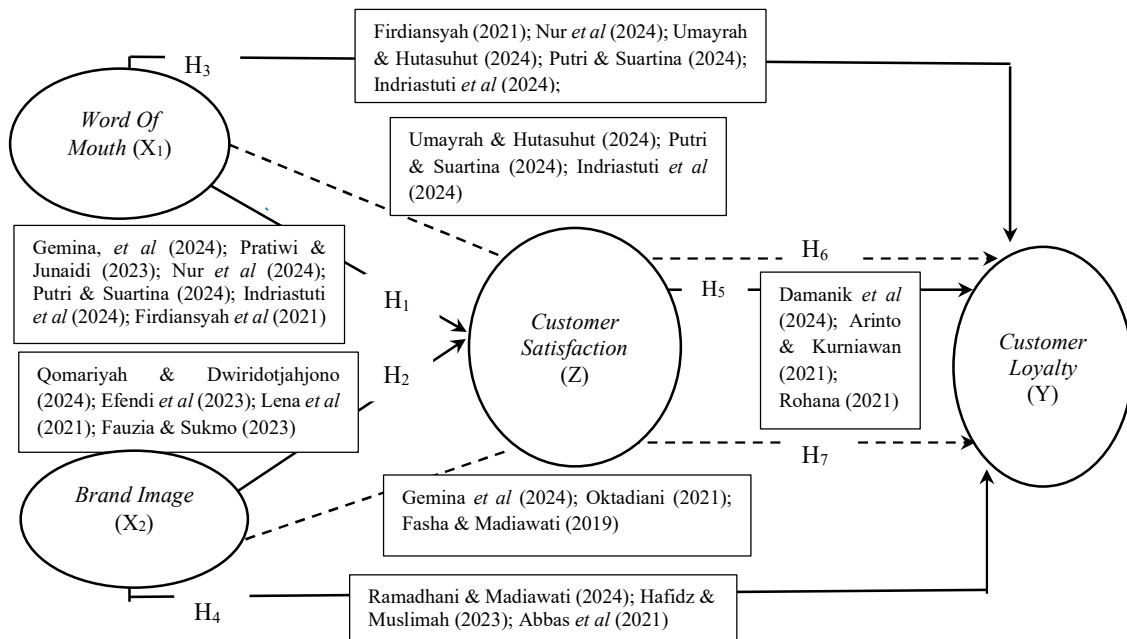 Firdiansyah (2021); Nur et al (2024); Umayrah
& Hutasuhut (2024); Putri & Suartina (2024);
Indriastuti et al (2024);
H3
Word Of
Mouth (X1)
Umayrah & Hutasuhut (2024); Putri
& Suartina (2024); Indriastuti et al
(2024)
Gemina, et al (2024); Pratiwi &
Junaidi (2023); Nur et al (2024);
Putri & Suartina (2024); Indriastuti
et al (2024); Firdiansyah et al (2021)
H1
H6
H5
Customer
Satisfaction
(Z)
Damanik et al
(2024); Arinto
& Kurniawan
(2021);
Rohana (2021)
Customer
Loyalty
(Y)
H2
Qomariyah & Dwiridotjahjono
(2024); Efendi et al (2023); Lena et al
(2021); Fauzia & Sukmo (2023)
H7
Brand Image
(X2)
Gemina et al (2024); Oktadiani (2021);
Fasha & Madiawati (2019)
H4
Ramadhani & Madiawati (2024); Hafidz &
Muslimah (2023); Abbas et al (2021)